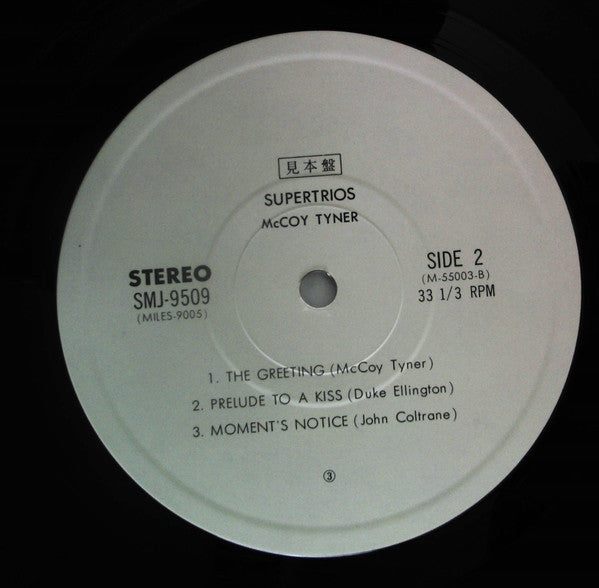 見本盤
SUPERTRIOS
McCOY TYNER
STEREO
SMJ-9509
(MILES-9005)
SIDE 2
(M-55003-B)
33 1/3 RPM
1. THE GREETING (McCoy Tyner)
2. PRELUDE TO A KISS (Duke Ellington)
3. MOMENT'S NOTICE (John Coltrane)
③